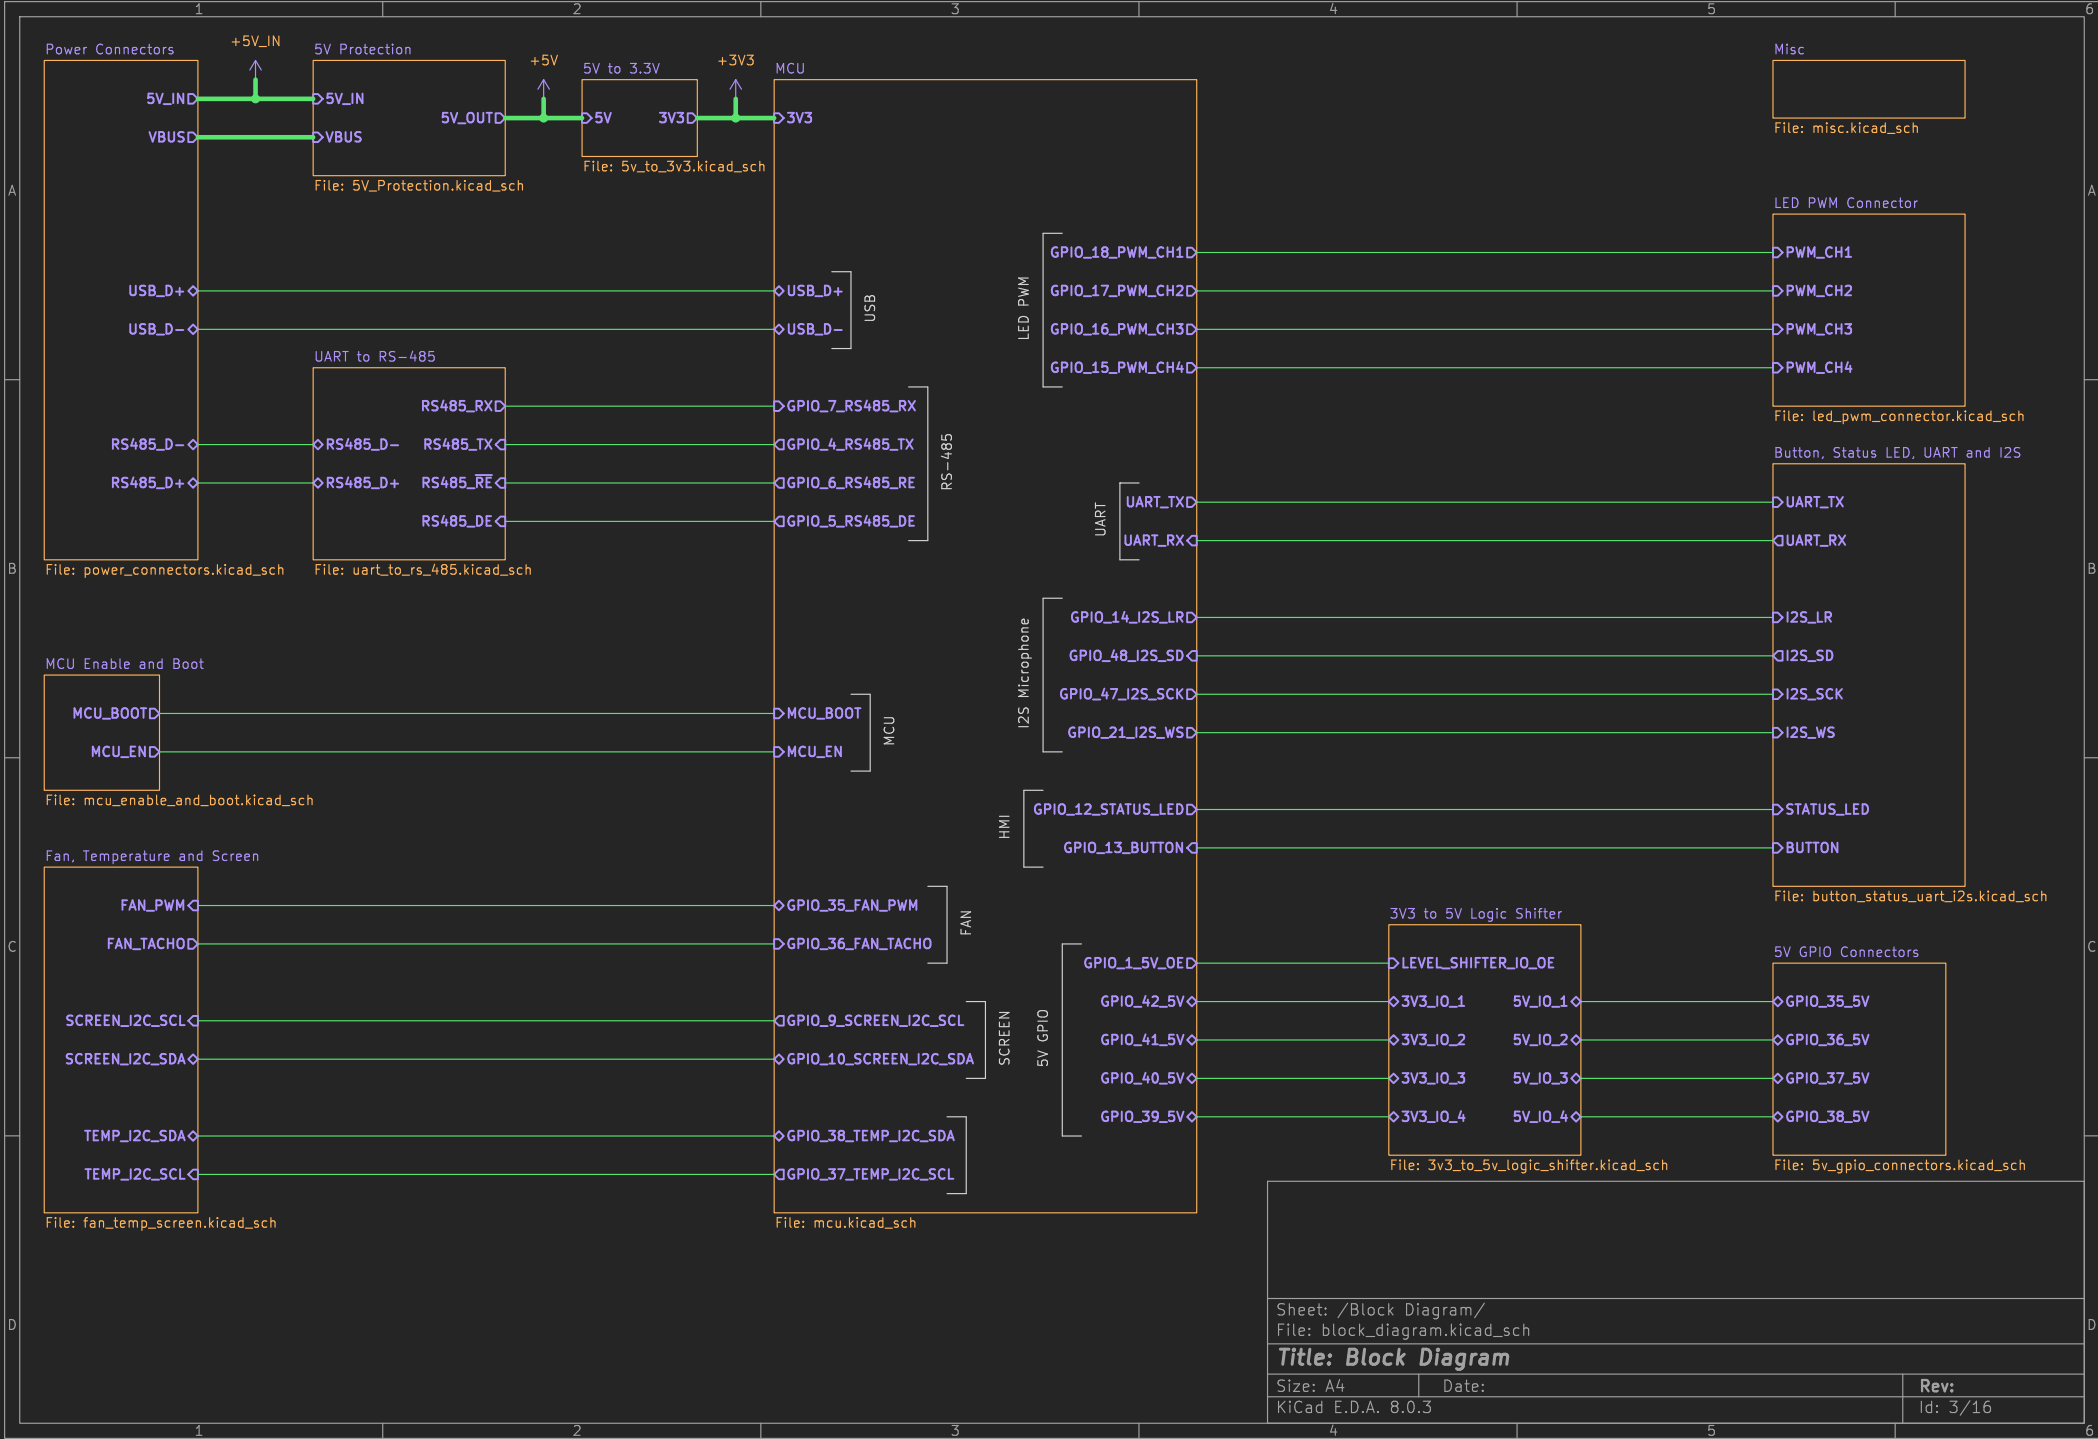 1 2 3 4 5 6
Power Connectors
+5V_IN
5V_IN
VBUS
USB_D+
USB_D-
RS485_D-
RS485_D+
File: power_connectors.kicad_sch
5V Protection
5V_IN
VBUS
5V_OUT
File: 5V_Protection.kicad_sch
+5V
5V to 3.3V
5V
3V3
File: 5v_to_3v3.kicad_sch
+3V3
UART to RS-485
RS485_RX
RS485_D- RS485_TX
RS485_D+ RS485_RE
RS485_DE
File: uart_to_rs_485.kicad_sch
MCU Enable and Boot
MCU_BOOT
MCU_EN
File: mcu_enable_and_boot.kicad_sch
Fan, Temperature and Screen
FAN_PWM
FAN_TACHO
SCREEN_I2C_SCL
SCREEN_I2C_SDA
TEMP_I2C_SDA
TEMP_I2C_SCL
File: fan_temp_screen.kicad_sch
MCU
3V3
USB_D+
USB_D-
USB
GPIO_7_RS485_RX
GPIO_4_RS485_TX
GPIO_6_RS485_RE
GPIO_5_RS485_DE
RS-485
MCU_BOOT
MCU_EN
MCU
GPIO_35_FAN_PWM
GPIO_36_FAN_TACHO
FAN
GPIO_9_SCREEN_I2C_SCL
GPIO_10_SCREEN_I2C_SDA
SCREEN
GPIO_38_TEMP_I2C_SDA
GPIO_37_TEMP_I2C_SCL
LED PWM
GPIO_18_PWM_CH1
GPIO_17_PWM_CH2
GPIO_16_PWM_CH3
GPIO_15_PWM_CH4
UART
UART_TX
UART_RX
I2S Microphone
GPIO_14_I2S_LR
GPIO_48_I2S_SD
GPIO_47_I2S_SCK
GPIO_21_I2S_WS
HMI
GPIO_12_STATUS_LED
GPIO_13_BUTTON
5V GPIO
GPIO_1_5V_OE
GPIO_42_5V
GPIO_41_5V
GPIO_40_5V
GPIO_39_5V
File: mcu.kicad_sch
3V3 to 5V Logic Shifter
LEVEL_SHIFTER_IO_OE
3V3_IO_1 5V_IO_1
3V3_IO_2 5V_IO_2
3V3_IO_3 5V_IO_3
3V3_IO_4 5V_IO_4
File: 3v3_to_5v_logic_shifter.kicad_sch
Misc
File: misc.kicad_sch
LED PWM Connector
PWM_CH1
PWM_CH2
PWM_CH3
PWM_CH4
File: led_pwm_connector.kicad_sch
Button, Status LED, UART and I2S
UART_TX
UART_RX
I2S_LR
I2S_SD
I2S_SCK
I2S_WS
STATUS_LED
BUTTON
File: button_status_uart_i2s.kicad_sch
5V GPIO Connectors
GPIO_35_5V
GPIO_36_5V
GPIO_37_5V
GPIO_38_5V
File: 5v_gpio_connectors.kicad_sch
A A
B B
C C
D D
Sheet: /Block Diagram/
File: block_diagram.kicad_sch
Title: Block Diagram
Size: A4 Date: Rev:
KiCad E.D.A. 8.0.3 Id: 3/16
1 2 3 4 5 6